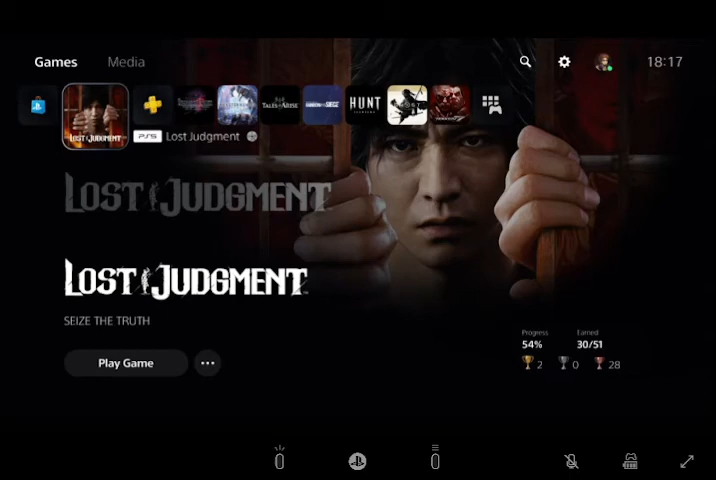 Games Media 18:17
LOST JUDGMENT
TALES OF ARISE
HUNT
PS5 Lost Judgment
LOST JUDGMENT
LOST JUDGMENT
SEIZE THE TRUTH
Progress Earned
54% 30/51
Play Game
2 0 28